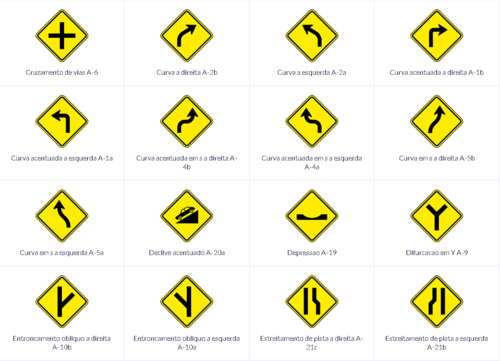 Cruzamento de vias A-6
Curva a direita A-2b
Curva a esquerda A-2a
Curva acentuada a direita A-1b
Curva acentuada a esquerda A-1a
Curva acentuada em s a direita A-
4b
Curva acentuada em s a esquerda
A-4a
Curva em s a direita A-5b
Curva em s a esquerda A-5a
Declive acentuado A-20a
Depressao A-19
Difurcacao em Y A-9
Entroncamento obliquo a direita
A-10b
Entroncamento obliquo a esquerda
A-10a
Estreitamento de pista a direita A-
21c
Estreitamento de pista a esquerda
A-21b